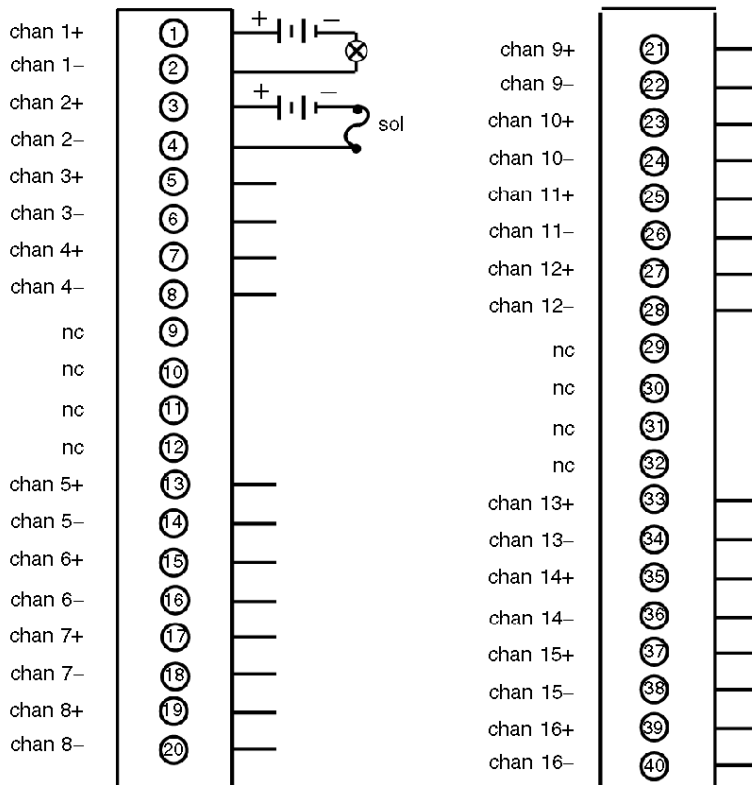 chan 1+ 1 + −
chan 1− 2
chan 2+ 3 + −
sol
chan 2− 4
chan 3+ 5
chan 3− 6
chan 4+ 7
chan 4− 8
nc 9
nc 10
nc 11
nc 12
chan 5+ 13
chan 5− 14
chan 6+ 15
chan 6− 16
chan 7+ 17
chan 7− 18
chan 8+ 19
chan 8− 20
chan 9+ 21
chan 9− 22
chan 10+ 23
chan 10− 24
chan 11+ 25
chan 11− 26
chan 12+ 27
chan 12− 28
nc 29
nc 30
nc 31
nc 32
chan 13+ 33
chan 13− 34
chan 14+ 35
chan 14− 36
chan 15+ 37
chan 15− 38
chan 16+ 39
chan 16− 40